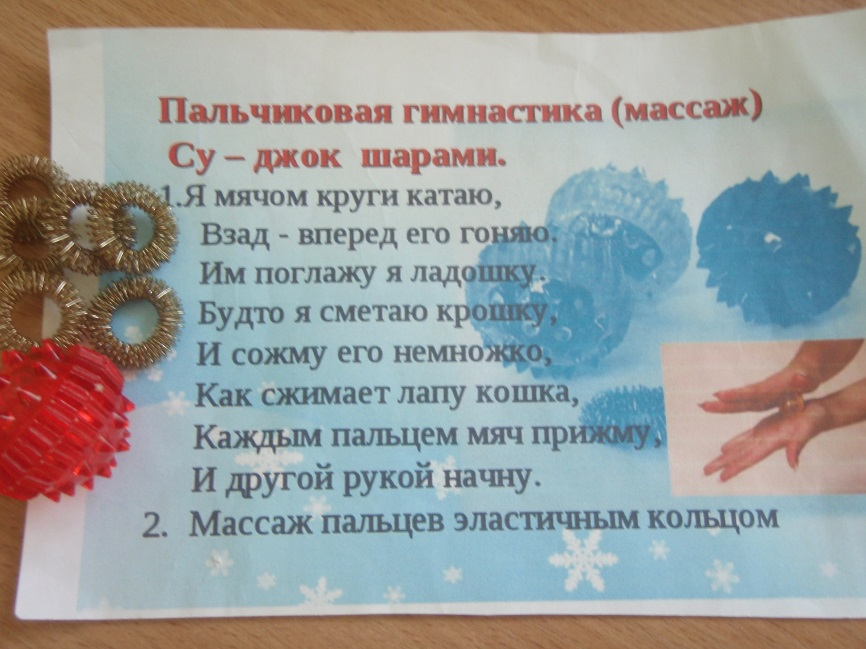 Пальчиковая гимнастика (массаж)
Су – джок шарами.
1.Я мячом круги катаю,
Взад - вперед его гоняю.
Им поглажу я ладошку.
Будто я сметаю крошку,
И сожму его немножко,
Как сжимает лапу кошка,
Каждым пальцем мяч прижму,
И другой рукой начну.
2. Массаж пальцев эластичным кольцом